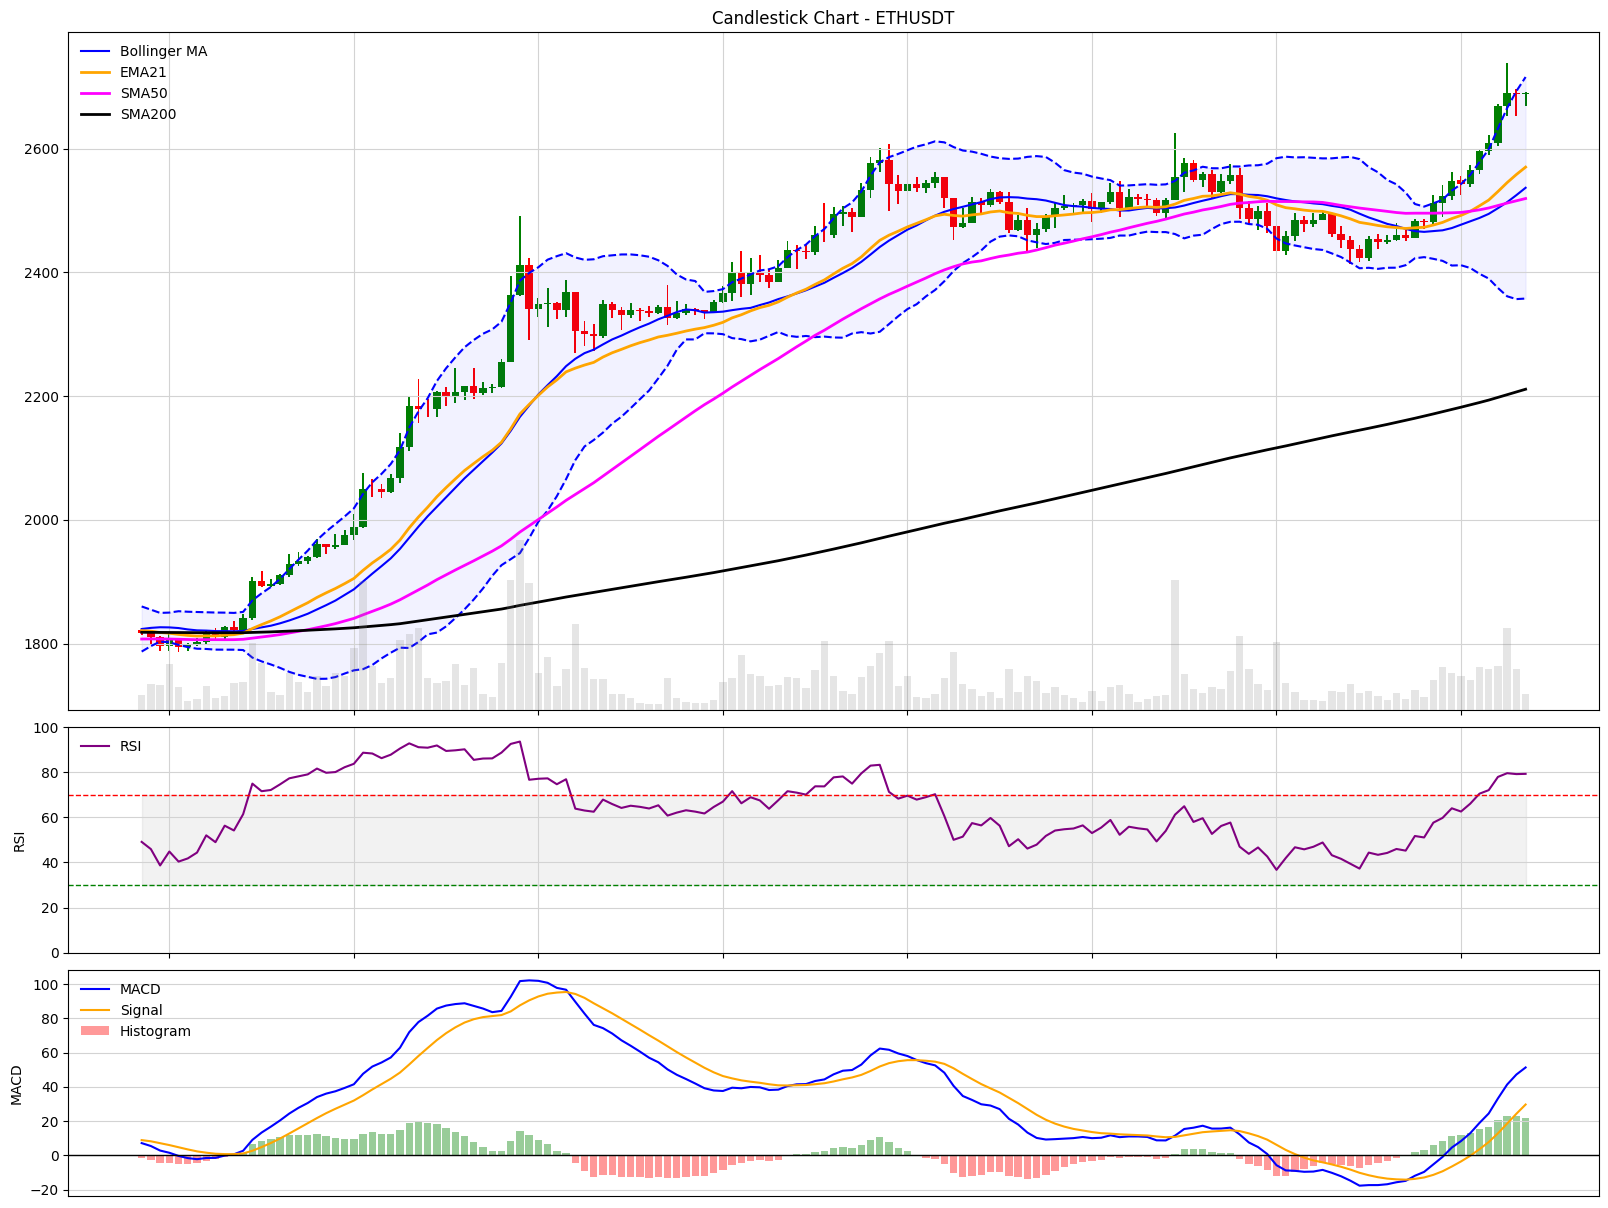 Candlestick Chart - ETHUSDT
Bollinger MA
EMA21
SMA50
SMA200
2600
2400
2200
2000
1800
RSI
100
80
60
40
20
0
RSI
MACD
Signal
Histogram
100
80
60
40
20
0
−20
MACD